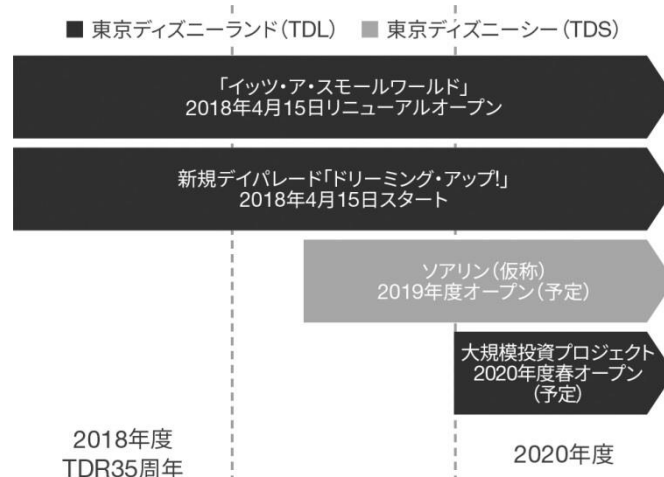 ■ 東京ディズニーランド(TDL) ■ 東京ディズニーシー(TDS)
「イッツ・ア・スモールワールド」
2018年4月15日リニューアルオープン
新規デイパレード「ドリーミング・アップ!」
2018年4月15日スタート
ソアリン(仮称)
2019年度オープン(予定)
大規模投資プロジェクト
2020年度春オープン
(予定)
2018年度
TDR35周年
2020年度